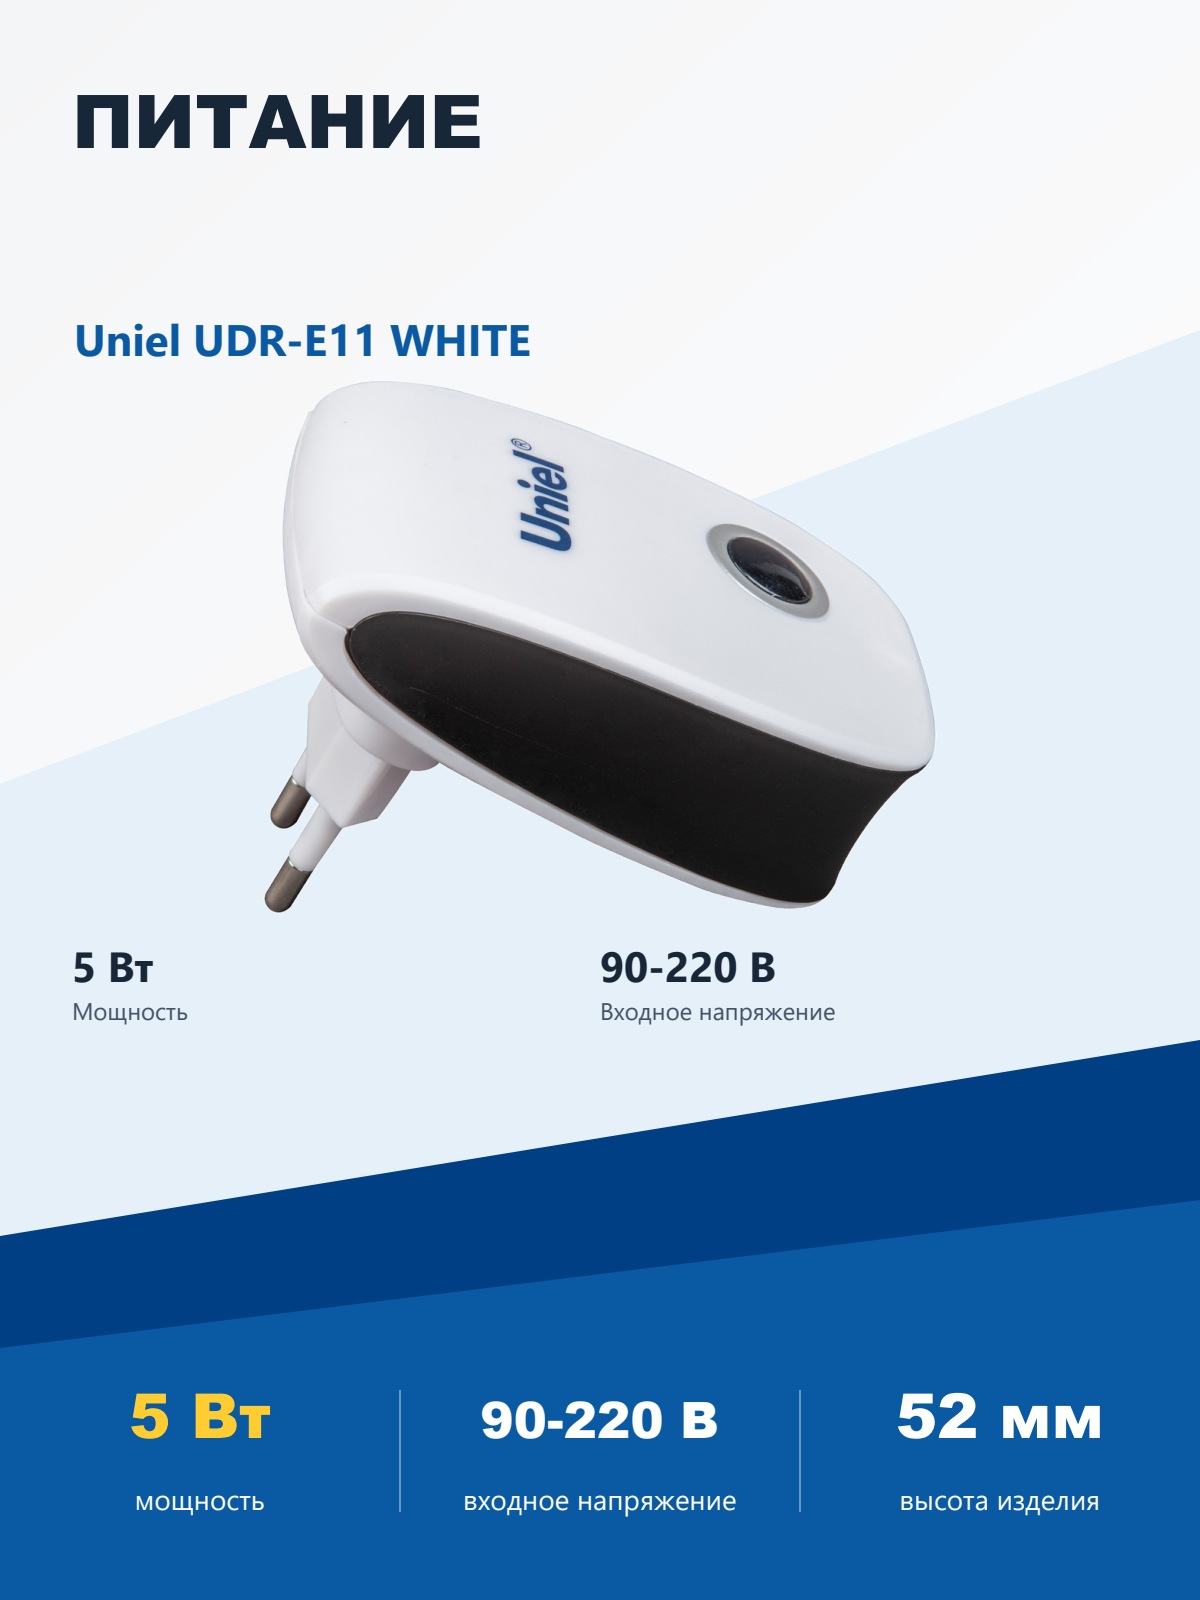 ПИТАНИЕ
Uniel UDR-E11 WHITE
Uniel®
5 Вт
Мощность
90-220 В
Входное напряжение
5 Вт
мощность
90-220 В
входное напряжение
52 мм
высота изделия